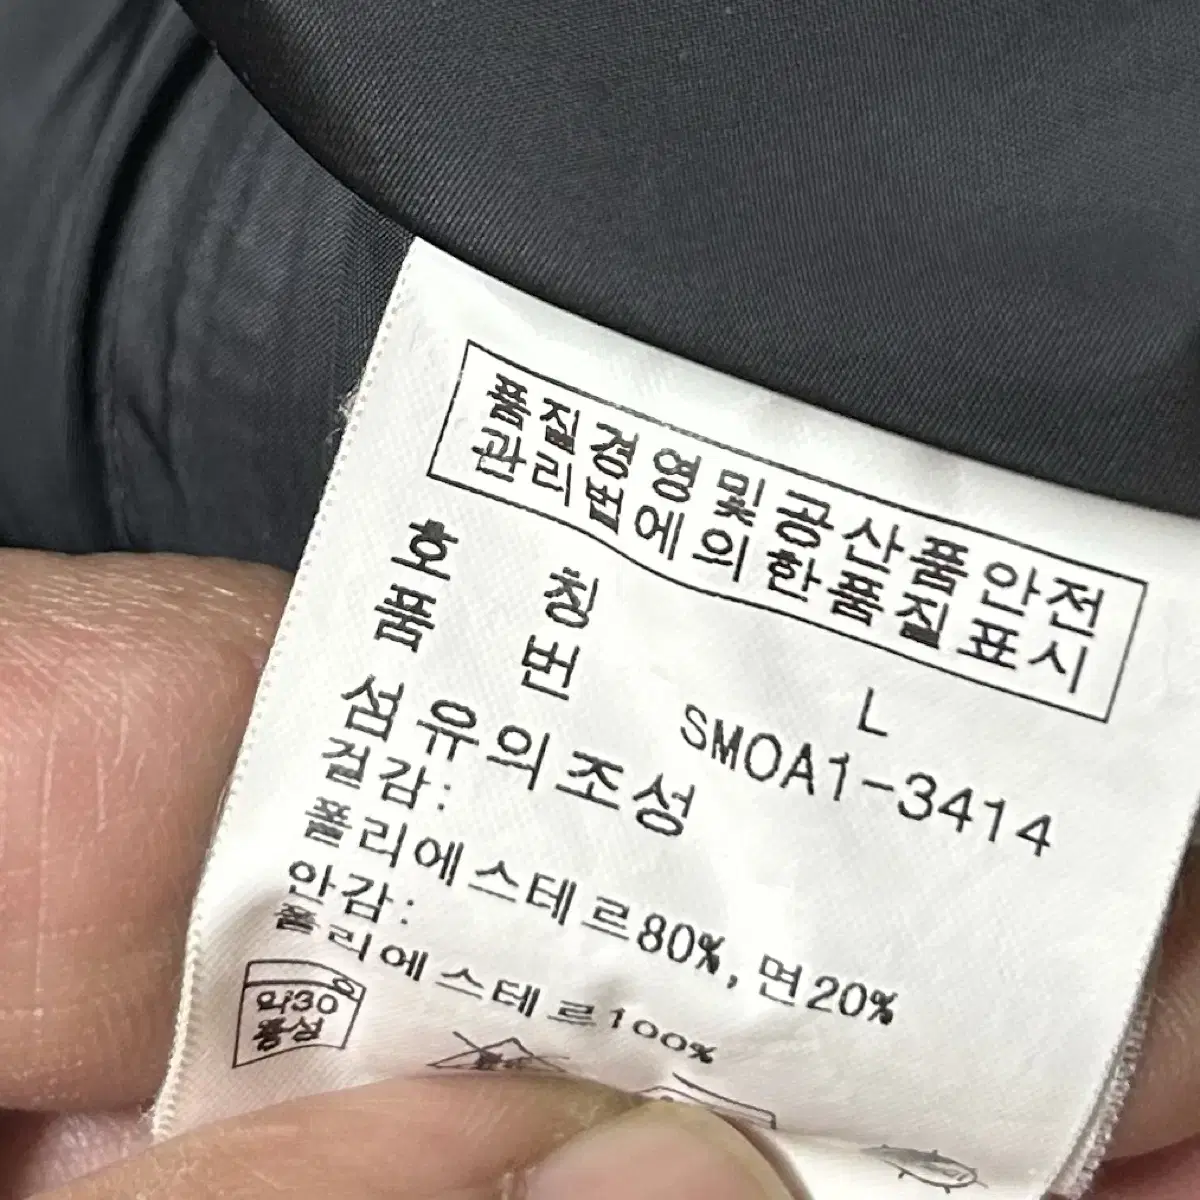 품질경영및공산품안전
관리법에의한품질표시
호 칭 L
품 번 SMOA1-3414
섬유의조성
겉감:
폴리에스테르80%,면20%
안감:
폴리에스테르100%
약30
중성